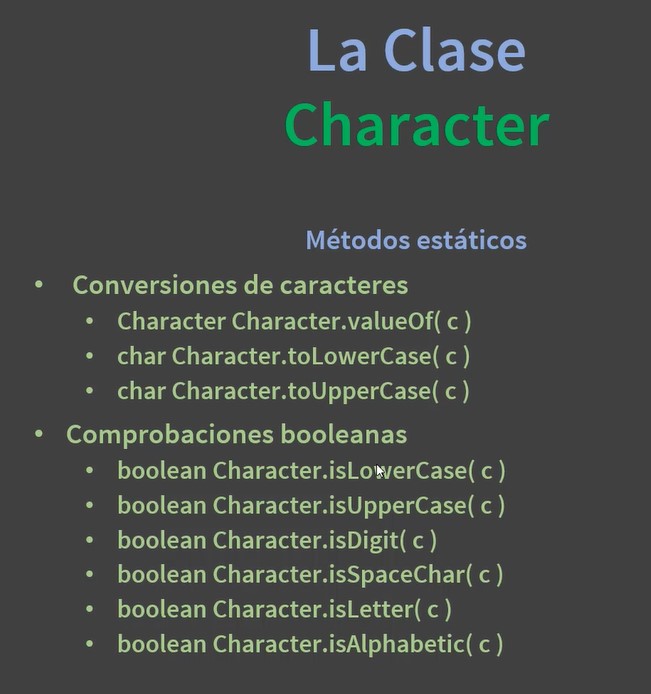 La Clase
Character
Métodos estáticos
• Conversiones de caracteres
• Character Character.valueOf( c )
• char Character.toLowerCase( c )
• char Character.toUpperCase( c )
• Comprobaciones booleanas
• boolean Character.isLowerCase( c )
• boolean Character.isUpperCase( c )
• boolean Character.isDigit( c )
• boolean Character.isSpaceChar( c )
• boolean Character.isLetter( c )
• boolean Character.isAlphabetic( c )